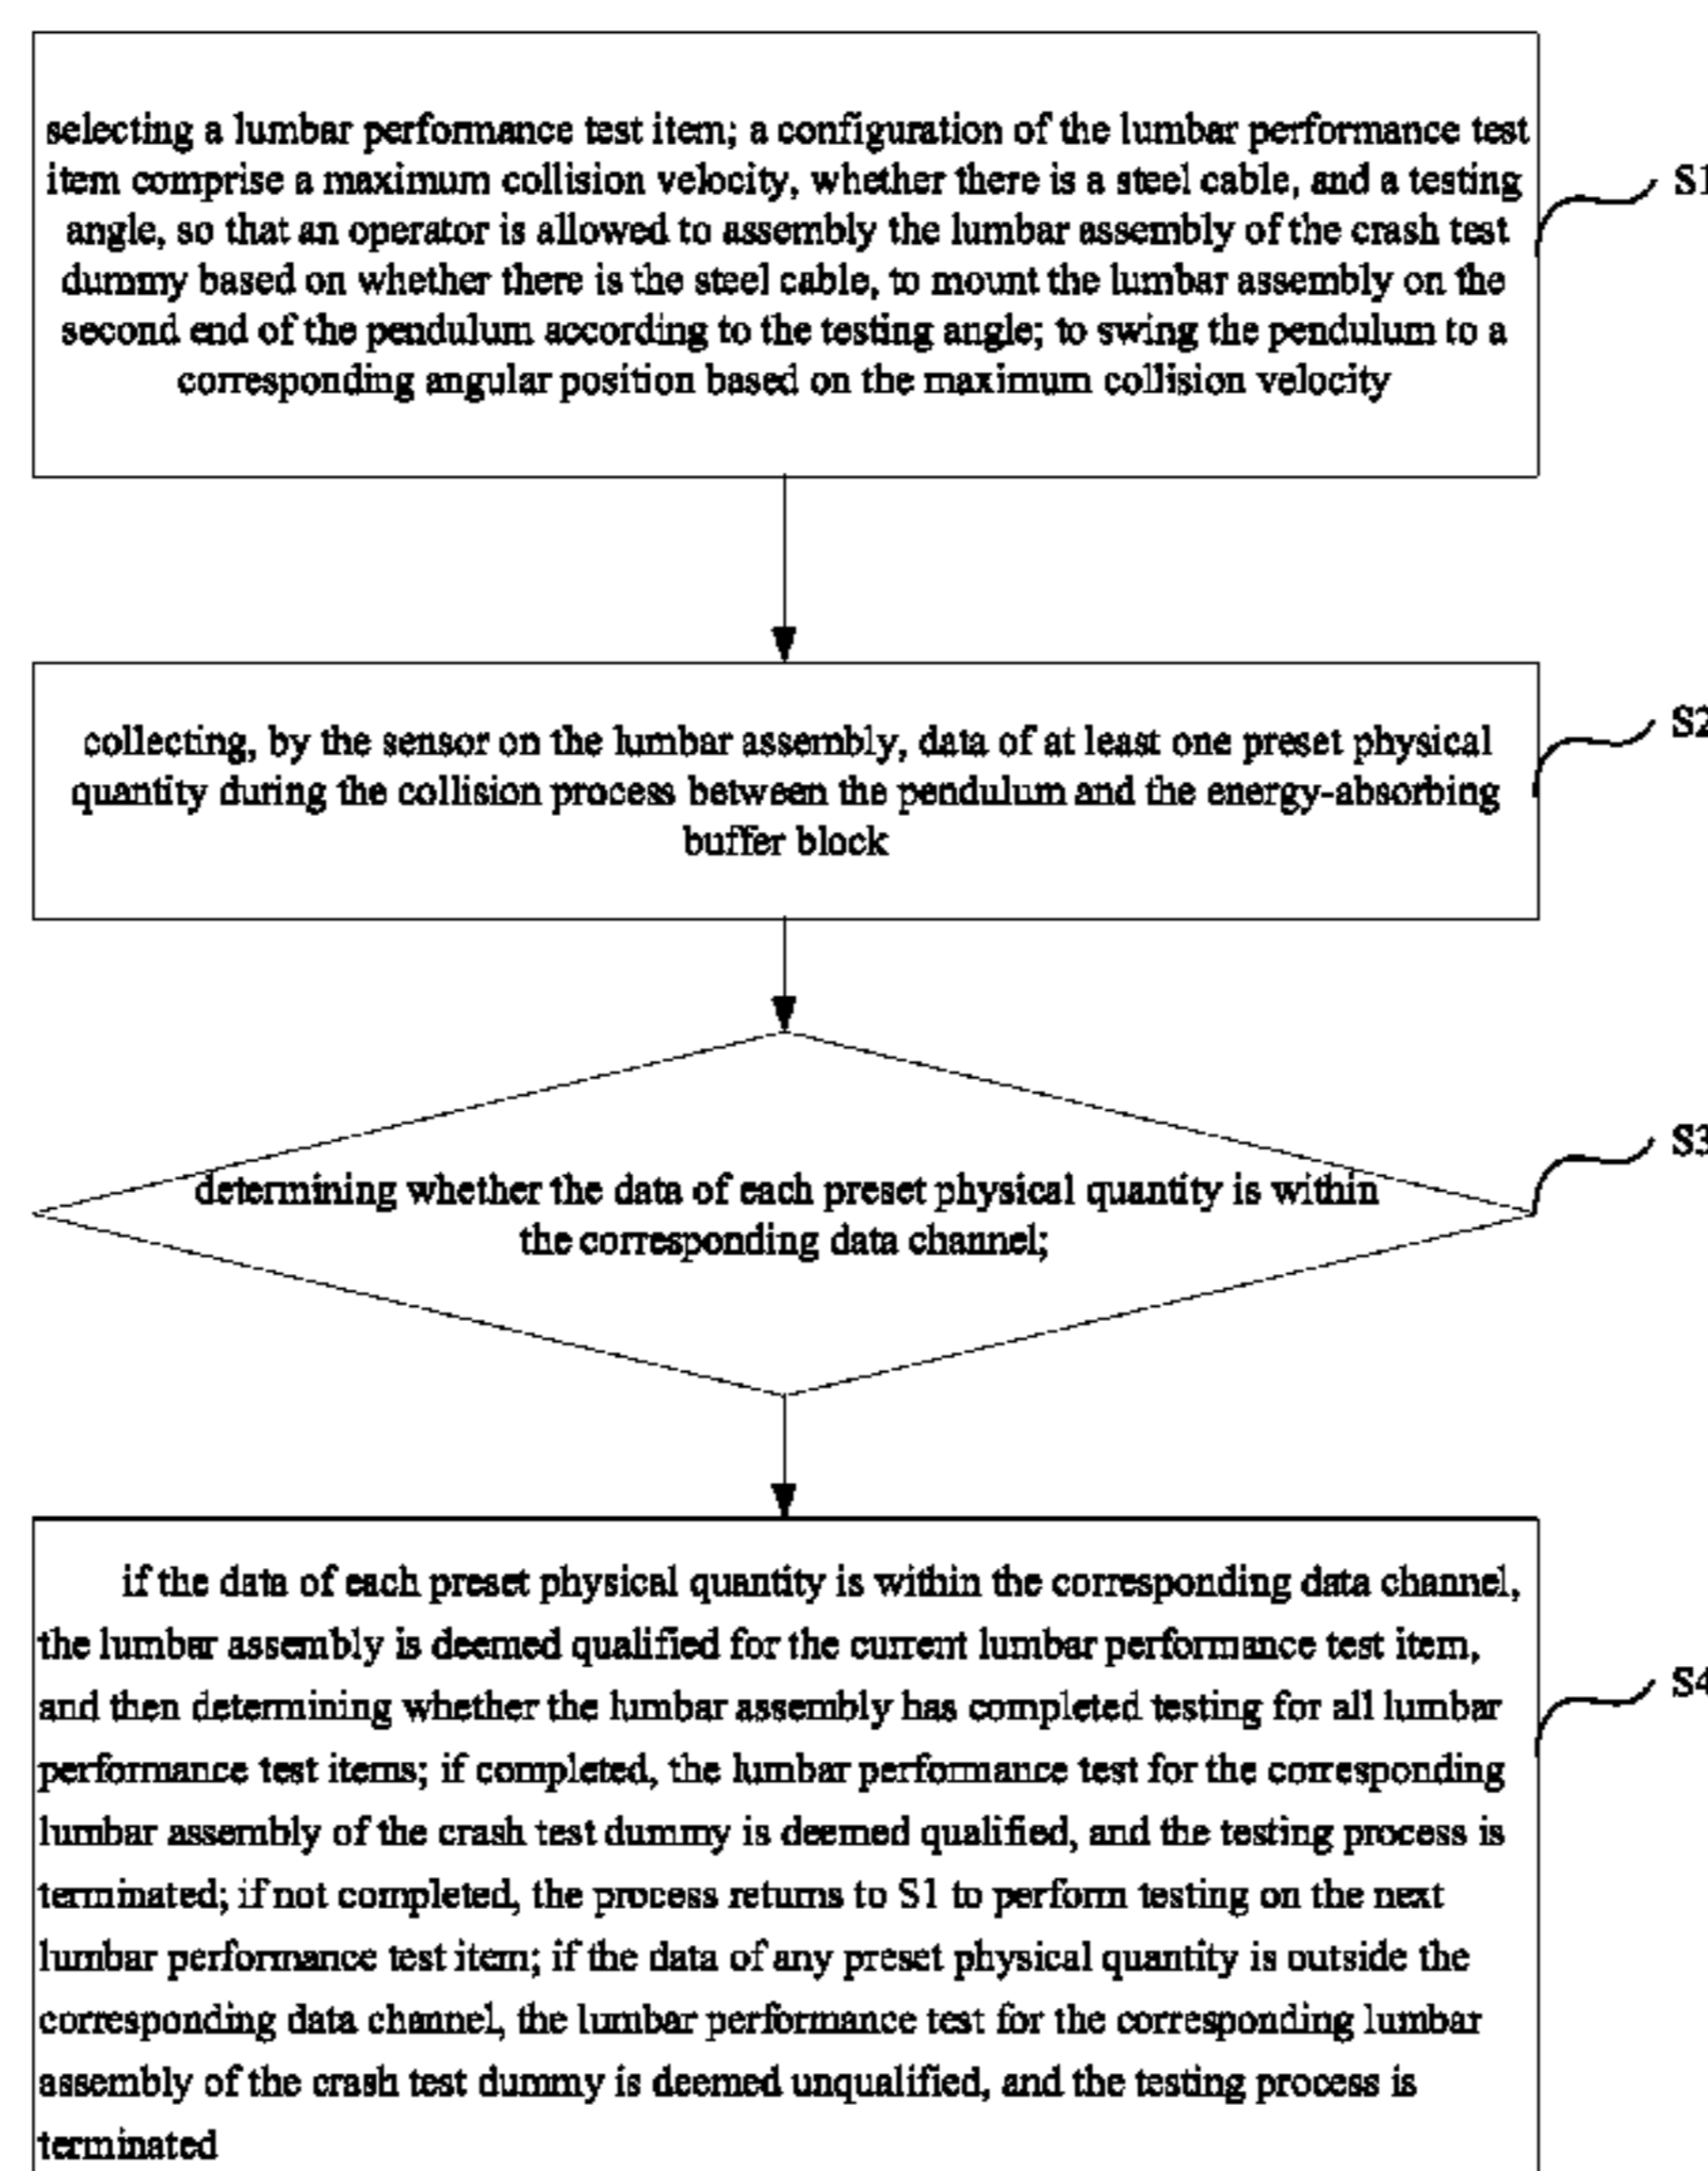 selecting a lumbar performance test item; a configuration of the lumbar performance test
item comprise a maximum collision velocity, whether there is a steel cable, and a testing
angle, so that an operator is allowed to assembly the lumbar assembly of the crash test
dummy based on whether there is the steel cable, to mount the lumbar assembly on the
second end of the pendulum according to the testing angle; to swing the pendulum to a
corresponding angular position based on the maximum collision velocity
S1
collecting, by the sensor on the lumbar assembly, data of at least one preset physical
quantity during the collision process between the pendulum and the energy-absorbing
buffer block
S2
determining whether the data of each preset physical quantity is within
the corresponding data channel;
S3
if the data of each preset physical quantity is within the corresponding data channel,
the lumbar assembly is deemed qualified for the current lumbar performance test item,
and then determining whether the lumbar assembly has completed testing for all lumbar
performance test items; if completed, the lumbar performance test for the corresponding
lumbar assembly of the crash test dummy is deemed qualified, and the testing process is
terminated; if not completed, the process returns to S1 to perform testing on the next
lumbar performance test item; if the data of any preset physical quantity is outside the
corresponding data channel, the lumbar performance test for the corresponding lumbar
assembly of the crash test dummy is deemed unqualified, and the testing process is
terminated
S4